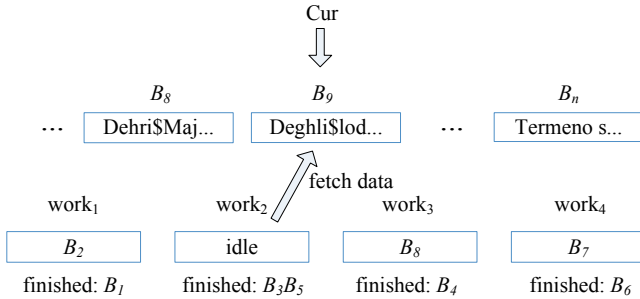 Cur
B8 B9 Bn
... Dehri$Maj... Deghli$lod... ... Termeno s...
fetch data
work1 work2 work3 work4
B2 idle B8 B7
finished: B1 finished: B3B5 finished: B4 finished: B6